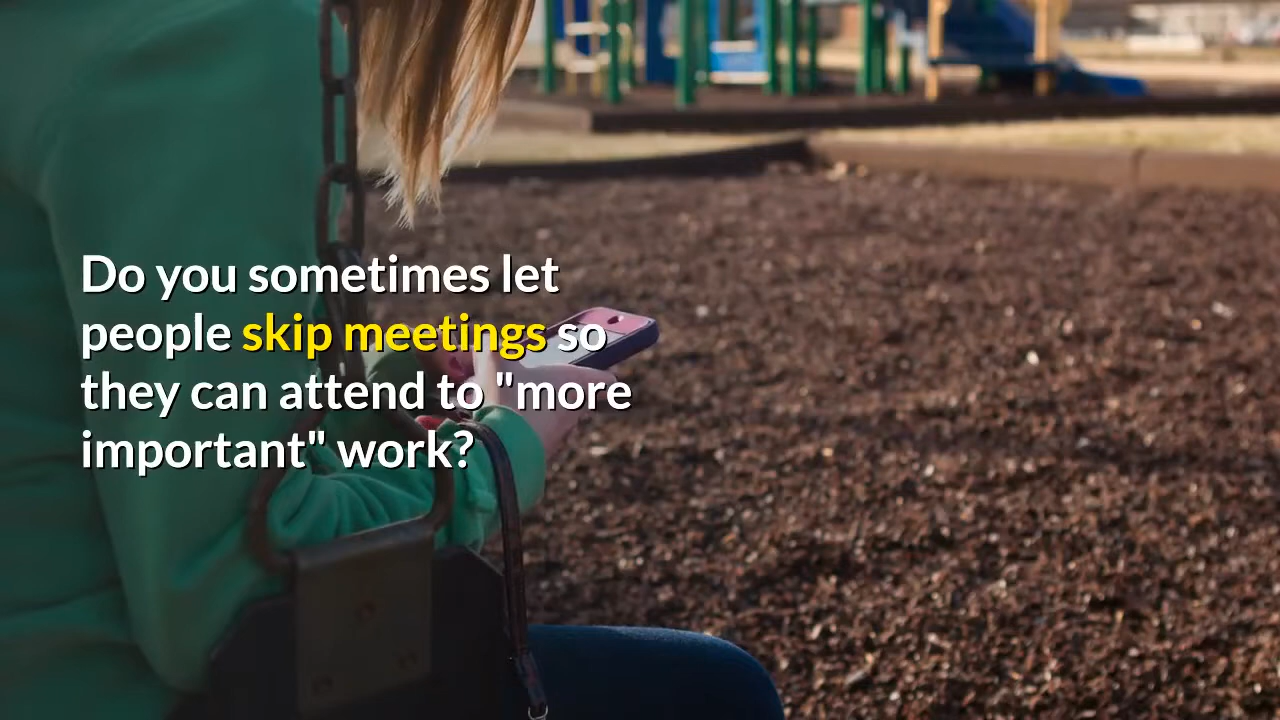 Do you sometimes let
people skip meetings so
they can attend to "more
important" work?